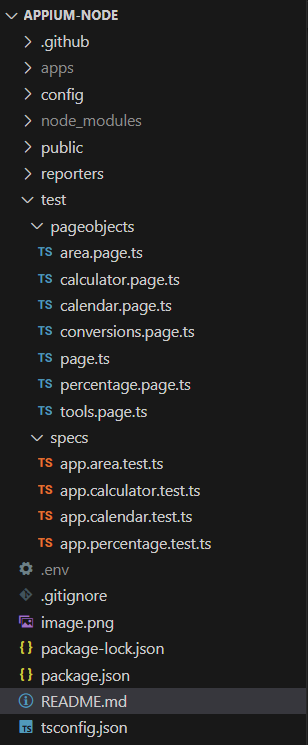 APPIUM-NODE
.github
apps
config
node_modules
public
reporters
test
pageobjects
TS area.page.ts
TS calculator.page.ts
TS calendar.page.ts
TS conversions.page.ts
TS page.ts
TS percentage.page.ts
TS tools.page.ts
specs
TS app.area.test.ts
TS app.calculator.test.ts
TS app.calendar.test.ts
TS app.percentage.test.ts
.env
.gitignore
image.png
{} package-lock.json
{} package.json
README.md
TS tsconfig.json